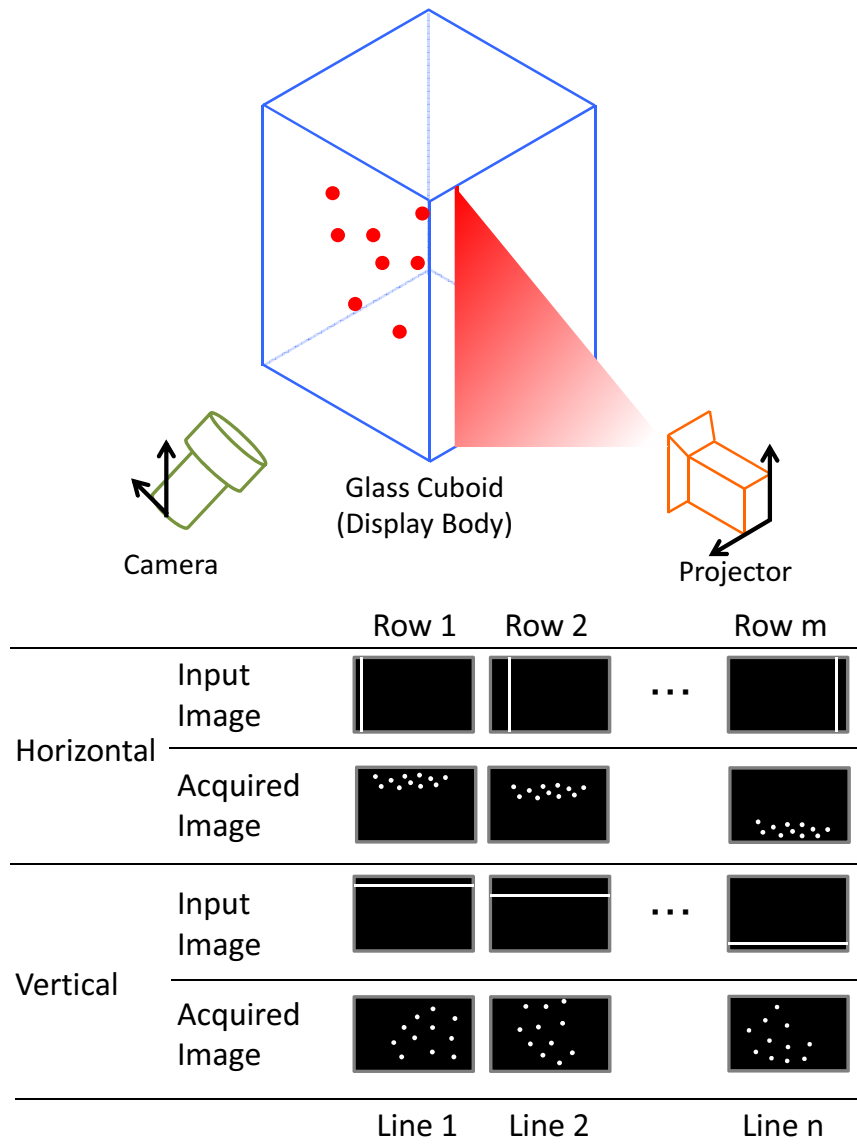 Glass Cuboid
(Display Body)
Camera
Projector
Row 1 Row 2 Row m
Horizontal
Input
Image
...
Acquired
Image
Vertical
Input
Image
...
Acquired
Image
Line 1 Line 2 Line n